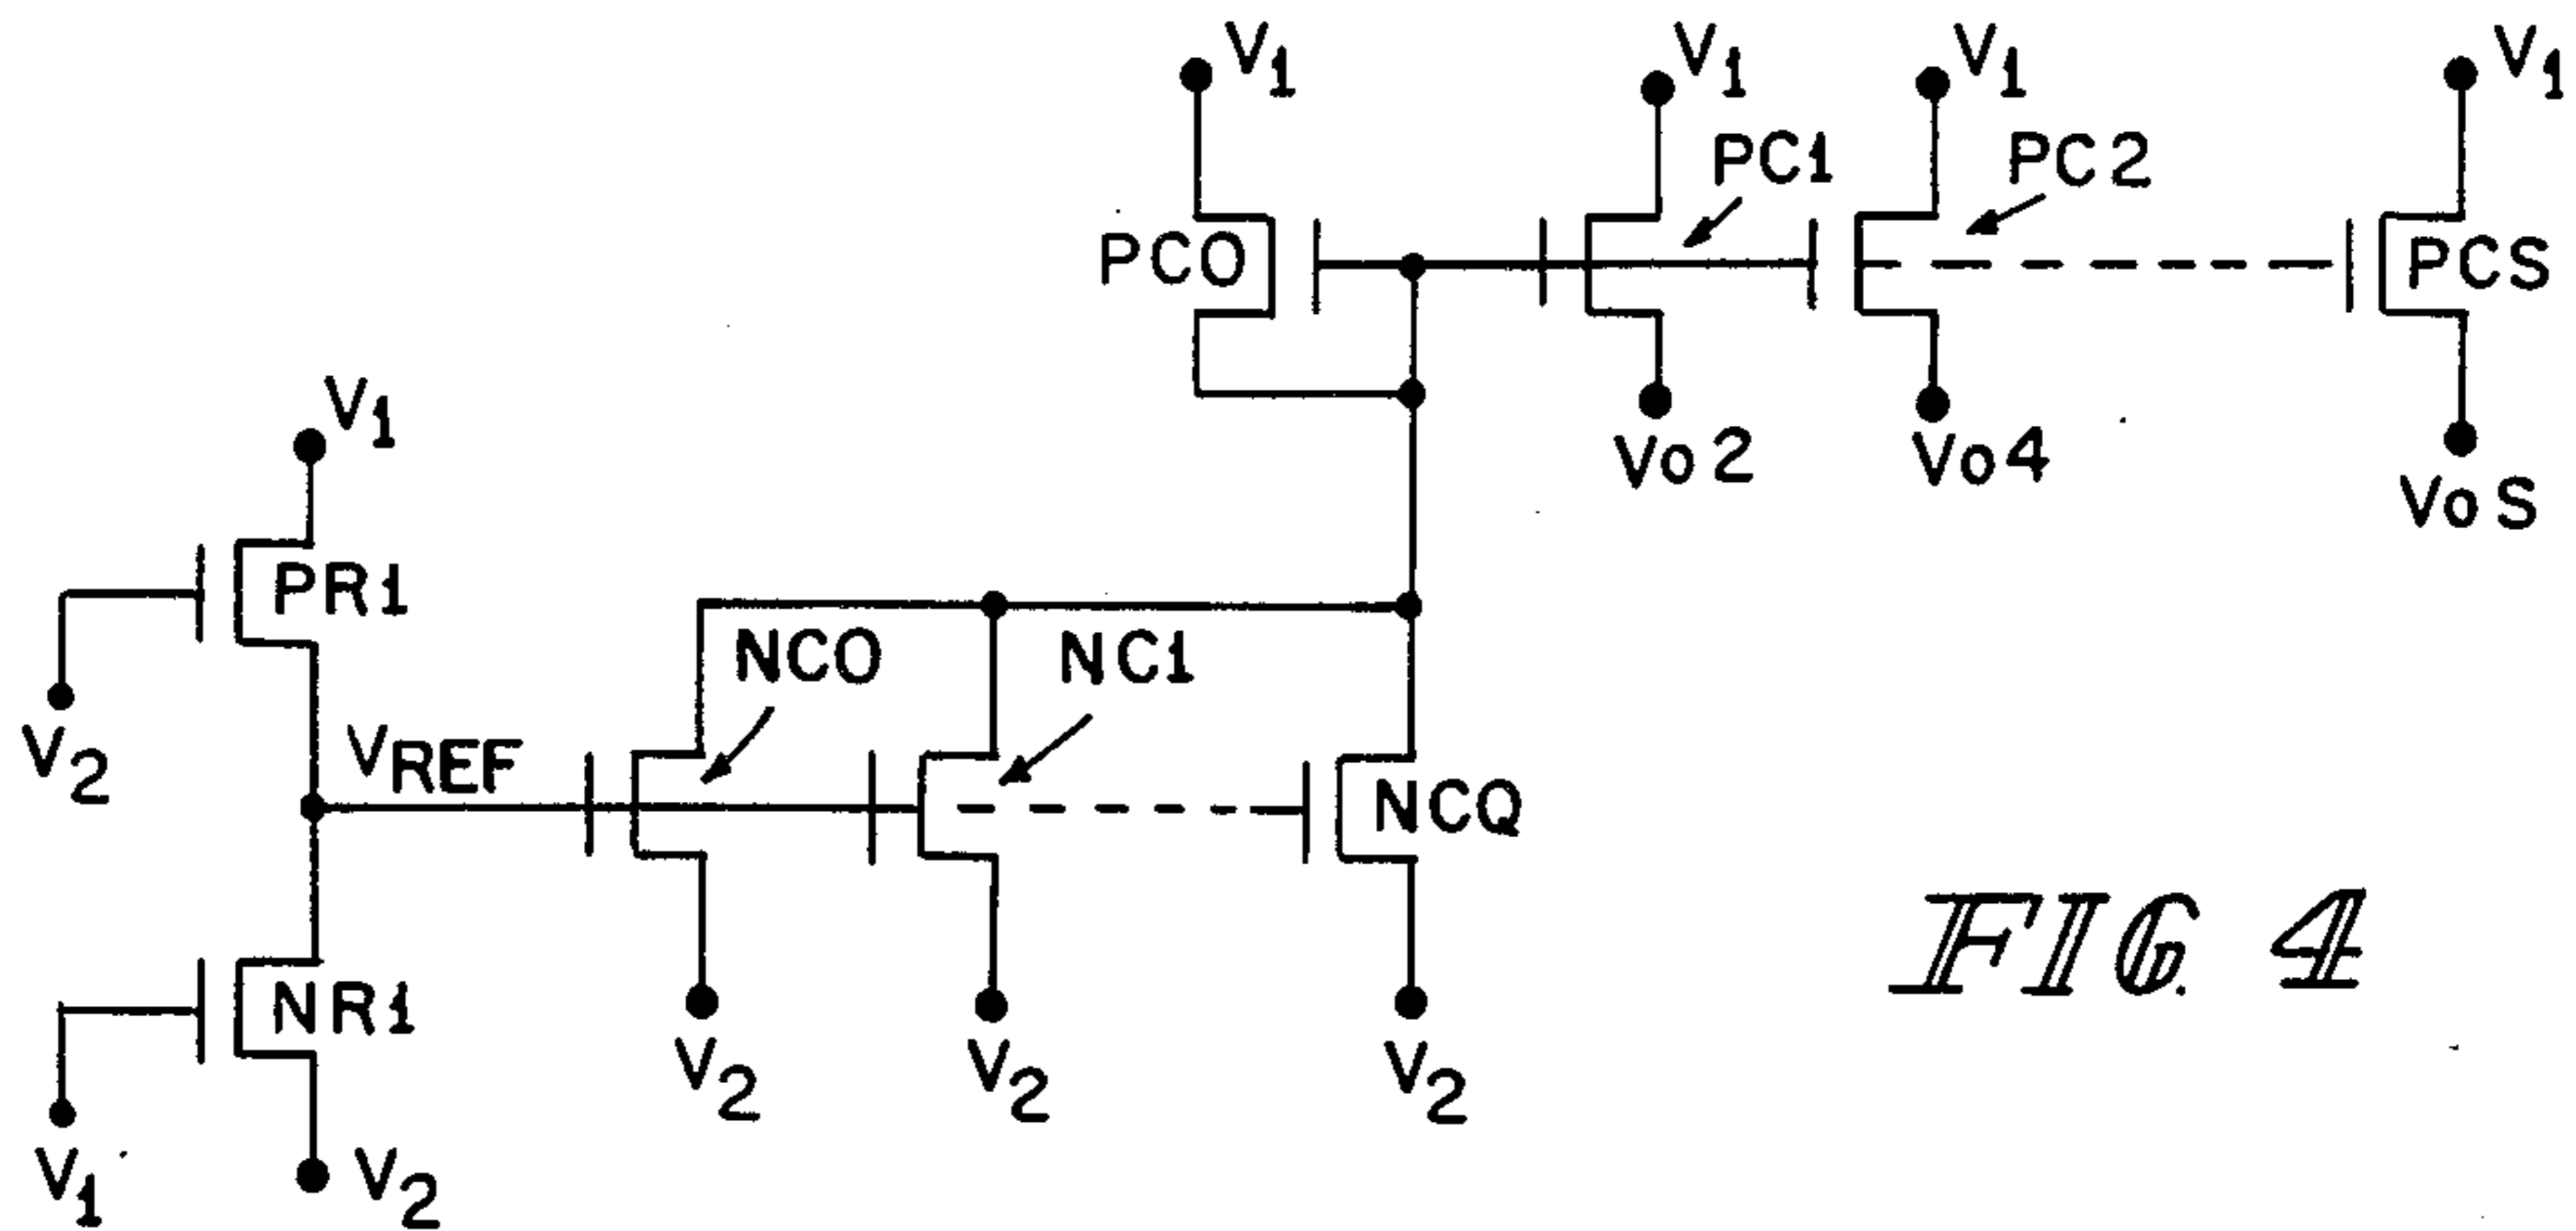 V1
V1
V1
V1
PC1
PC2
PCO
PCS
Vo2
Vo4
VoS
V1
PR1
V2
VREF
NCO
NC1
NCQ
NR1
V1
V2
V2
V2
V2
FIG. 4